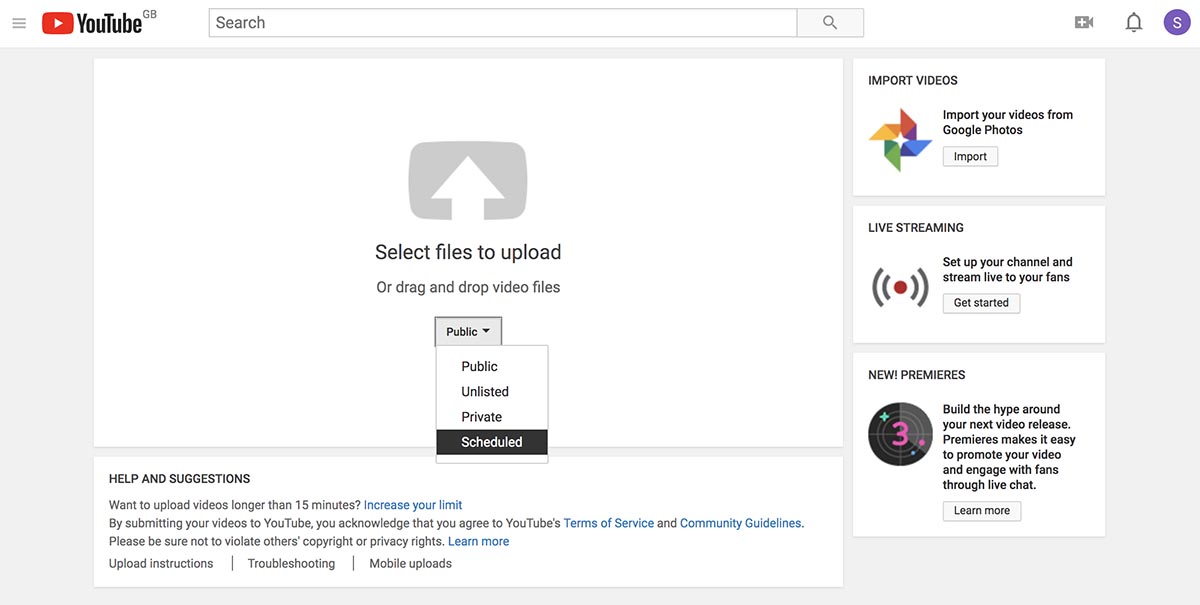 YouTube GB
Search
S
Select files to upload
Or drag and drop video files
Public
Public
Unlisted
Private
Scheduled
HELP AND SUGGESTIONS
Want to upload videos longer than 15 minutes? Increase your limit
By submitting your videos to YouTube, you acknowledge that you agree to YouTube's Terms of Service and Community Guidelines.
Please be sure not to violate others' copyright or privacy rights. Learn more
Upload instructions | Troubleshooting | Mobile uploads
IMPORT VIDEOS
Import your videos from
Google Photos
Import
LIVE STREAMING
Set up your channel and
stream live to your fans
Get started
NEW! PREMIERES
3
Build the hype around
your next video release.
Premieres makes it easy
to promote your video
and engage with fans
through live chat.
Learn more